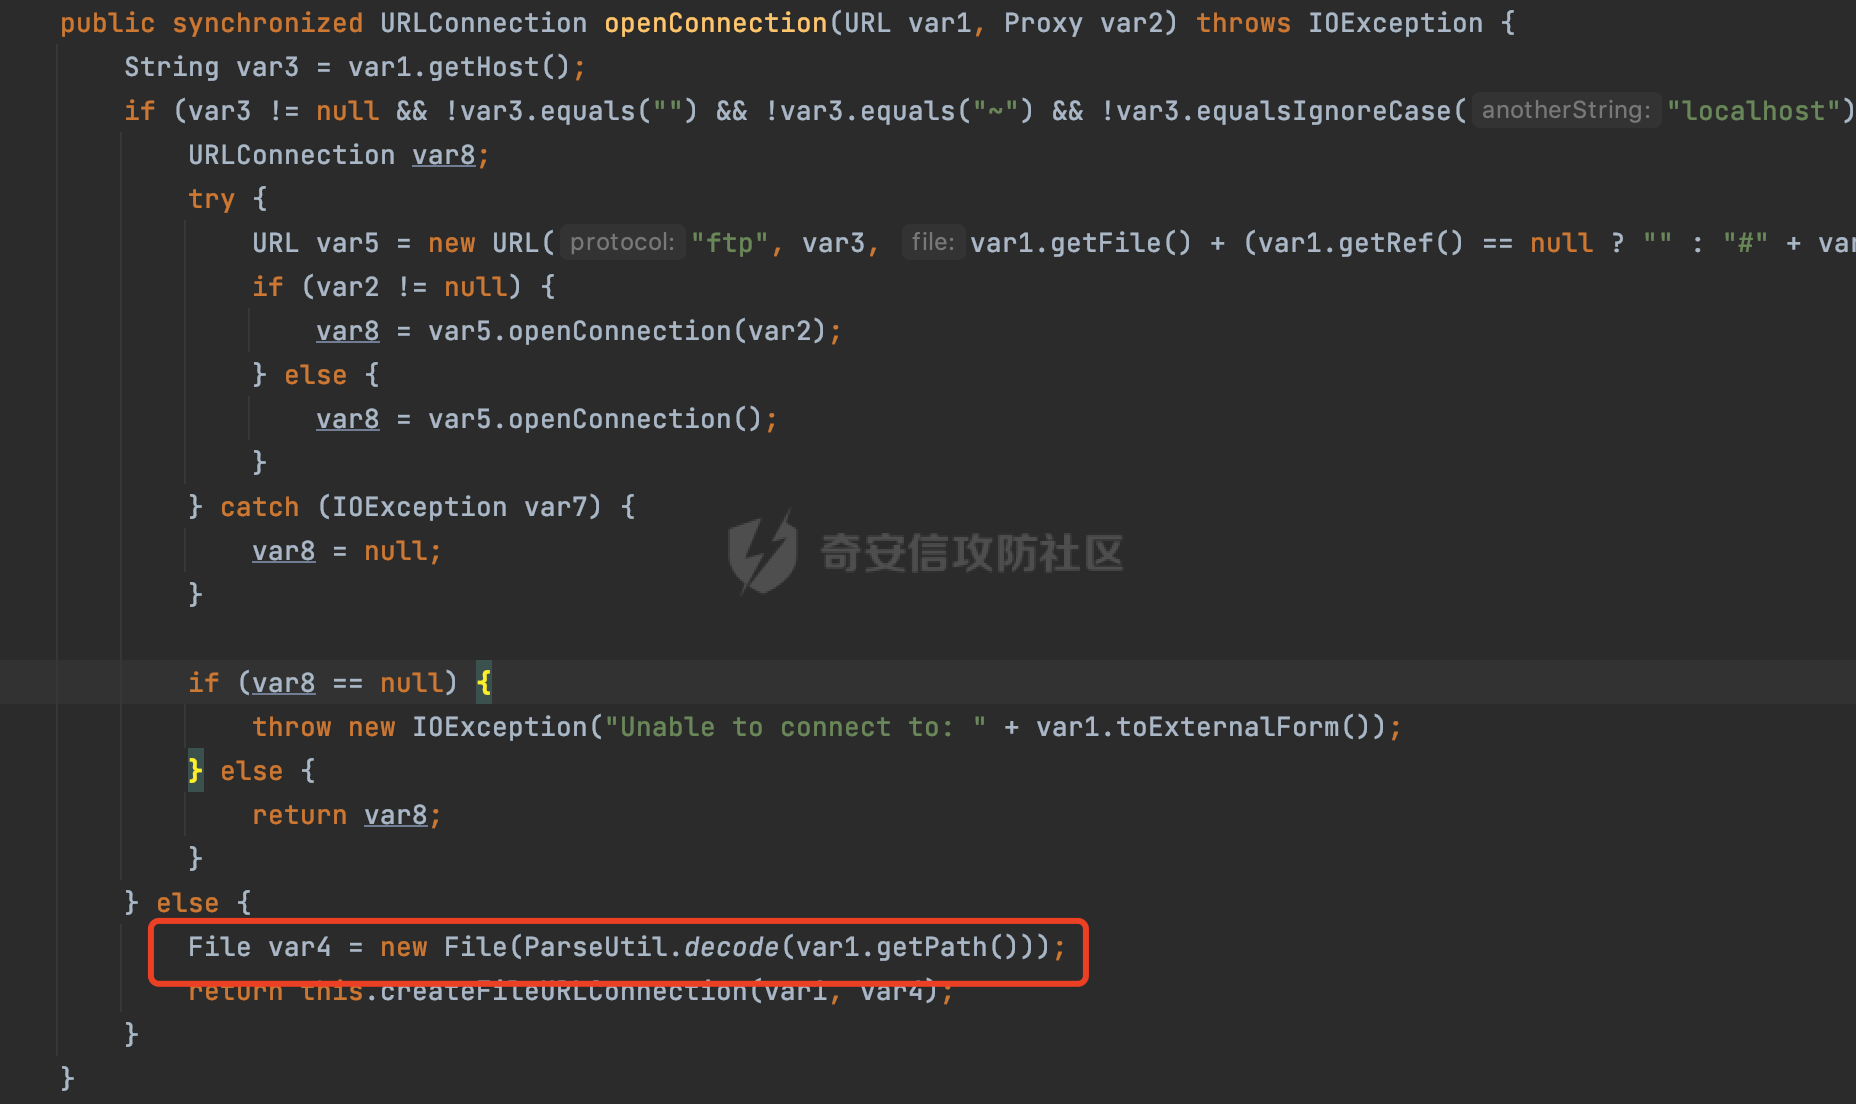 public synchronized URLConnection openConnection(URL var1, Proxy var2) throws IOException {
String var3 = var1.getHost();
if (var3 != null && !var3.equals("") && !var3.equals("~") && !var3.equalsIgnoreCase( anotherString: "localhost")
URLConnection var8;
try {
URL var5 = new URL( protocol: "ftp", var3, file: var1.getFile() + (var1.getRef() == null ? "" : "#" + var
if (var2 != null) {
var8 = var5.openConnection(var2);
} else {
var8 = var5.openConnection();
}
} catch (IOException var7) {
var8 = null;
奇安信攻防社区
}
if (var8 == null) {
throw new IOException("Unable to connect to: " + var1.toExternalForm());
} else {
return var8;
}
} else {
File var4 = new File(ParseUtil.decode(var1.getPath()));
return this.createFileURLConnection(var1, var4);
}
}